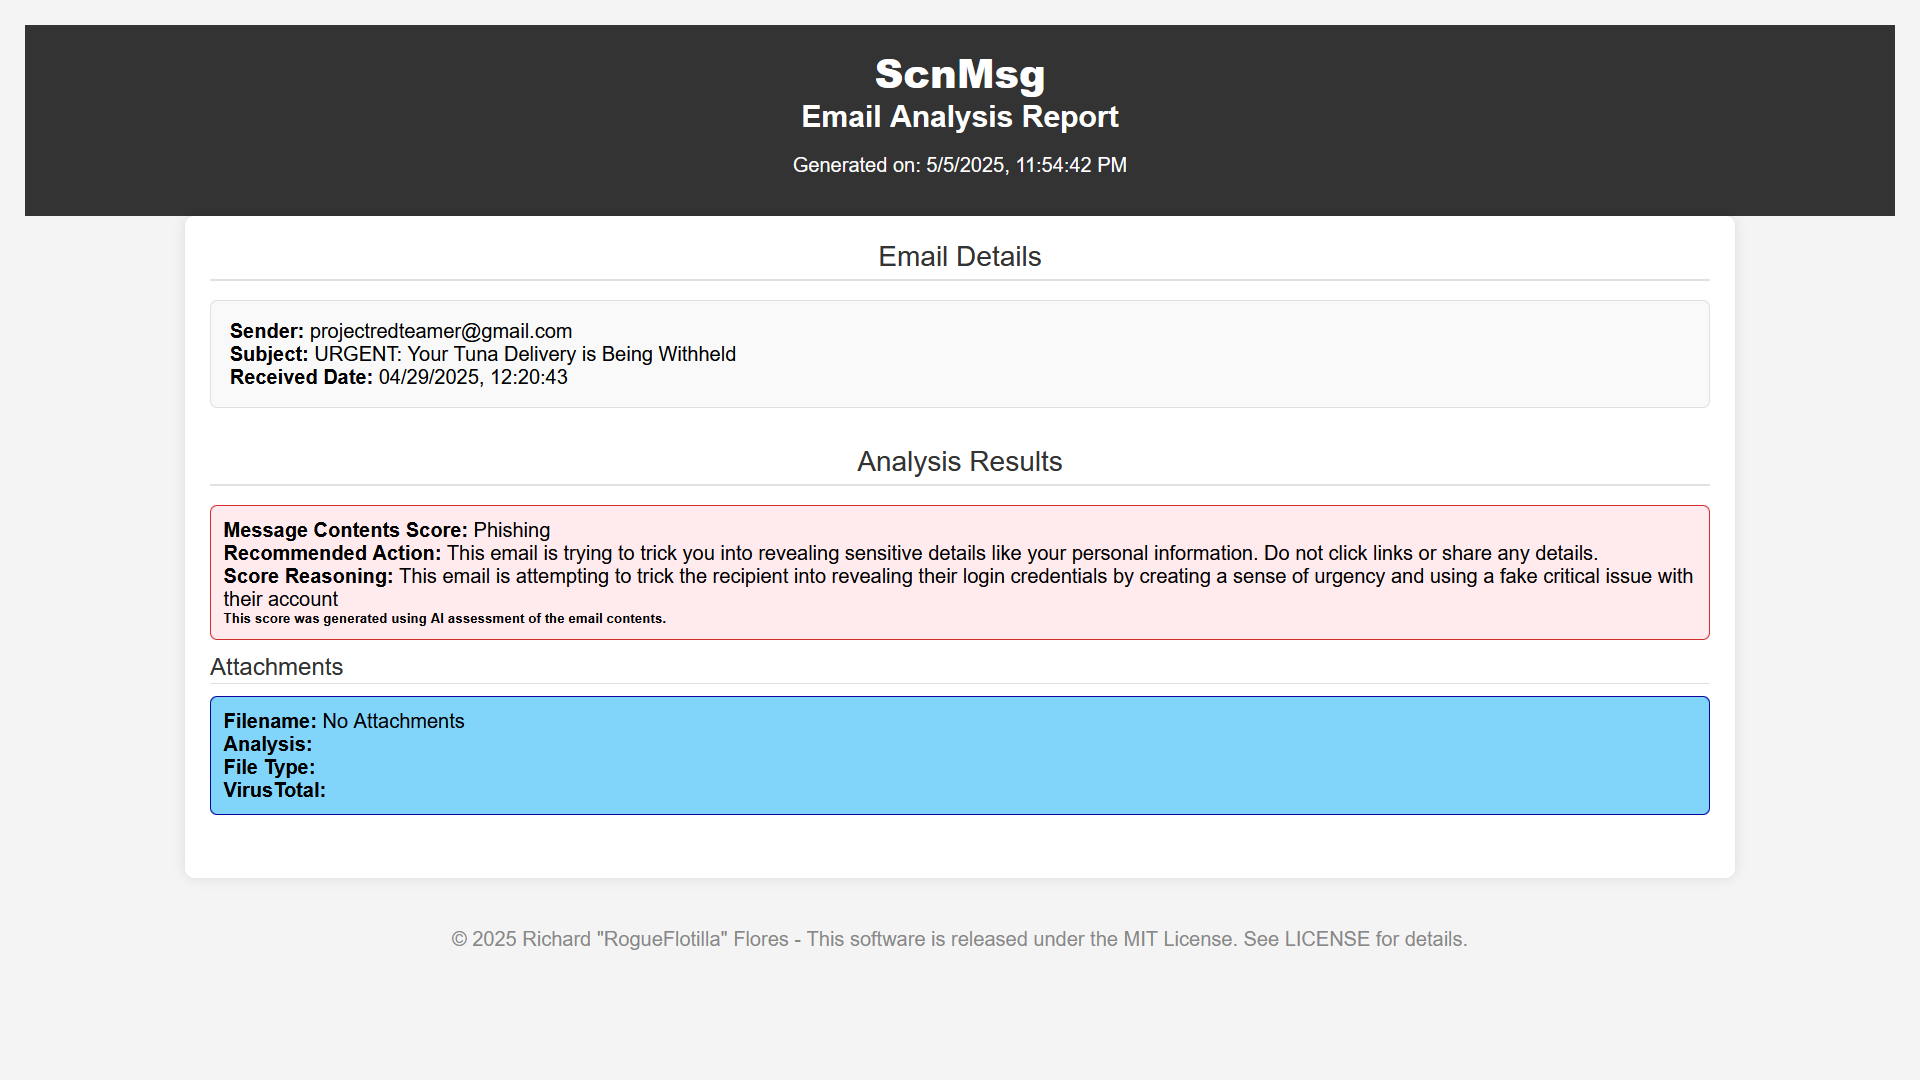 ScnMsg
Email Analysis Report
Generated on: 5/5/2025, 11:54:42 PM
Email Details
Sender: projectredteamer@gmail.com
Subject: URGENT: Your Tuna Delivery is Being Withheld
Received Date: 04/29/2025, 12:20:43
Analysis Results
Message Contents Score: Phishing
Recommended Action: This email is trying to trick you into revealing sensitive details like your personal information. Do not click links or share any details.
Score Reasoning: This email is attempting to trick the recipient into revealing their login credentials by creating a sense of urgency and using a fake critical issue with
their account
This score was generated using AI assessment of the email contents.
Attachments
Filename: No Attachments
Analysis:
File Type:
VirusTotal:
© 2025 Richard "RogueFlotilla" Flores - This software is released under the MIT License. See LICENSE for details.